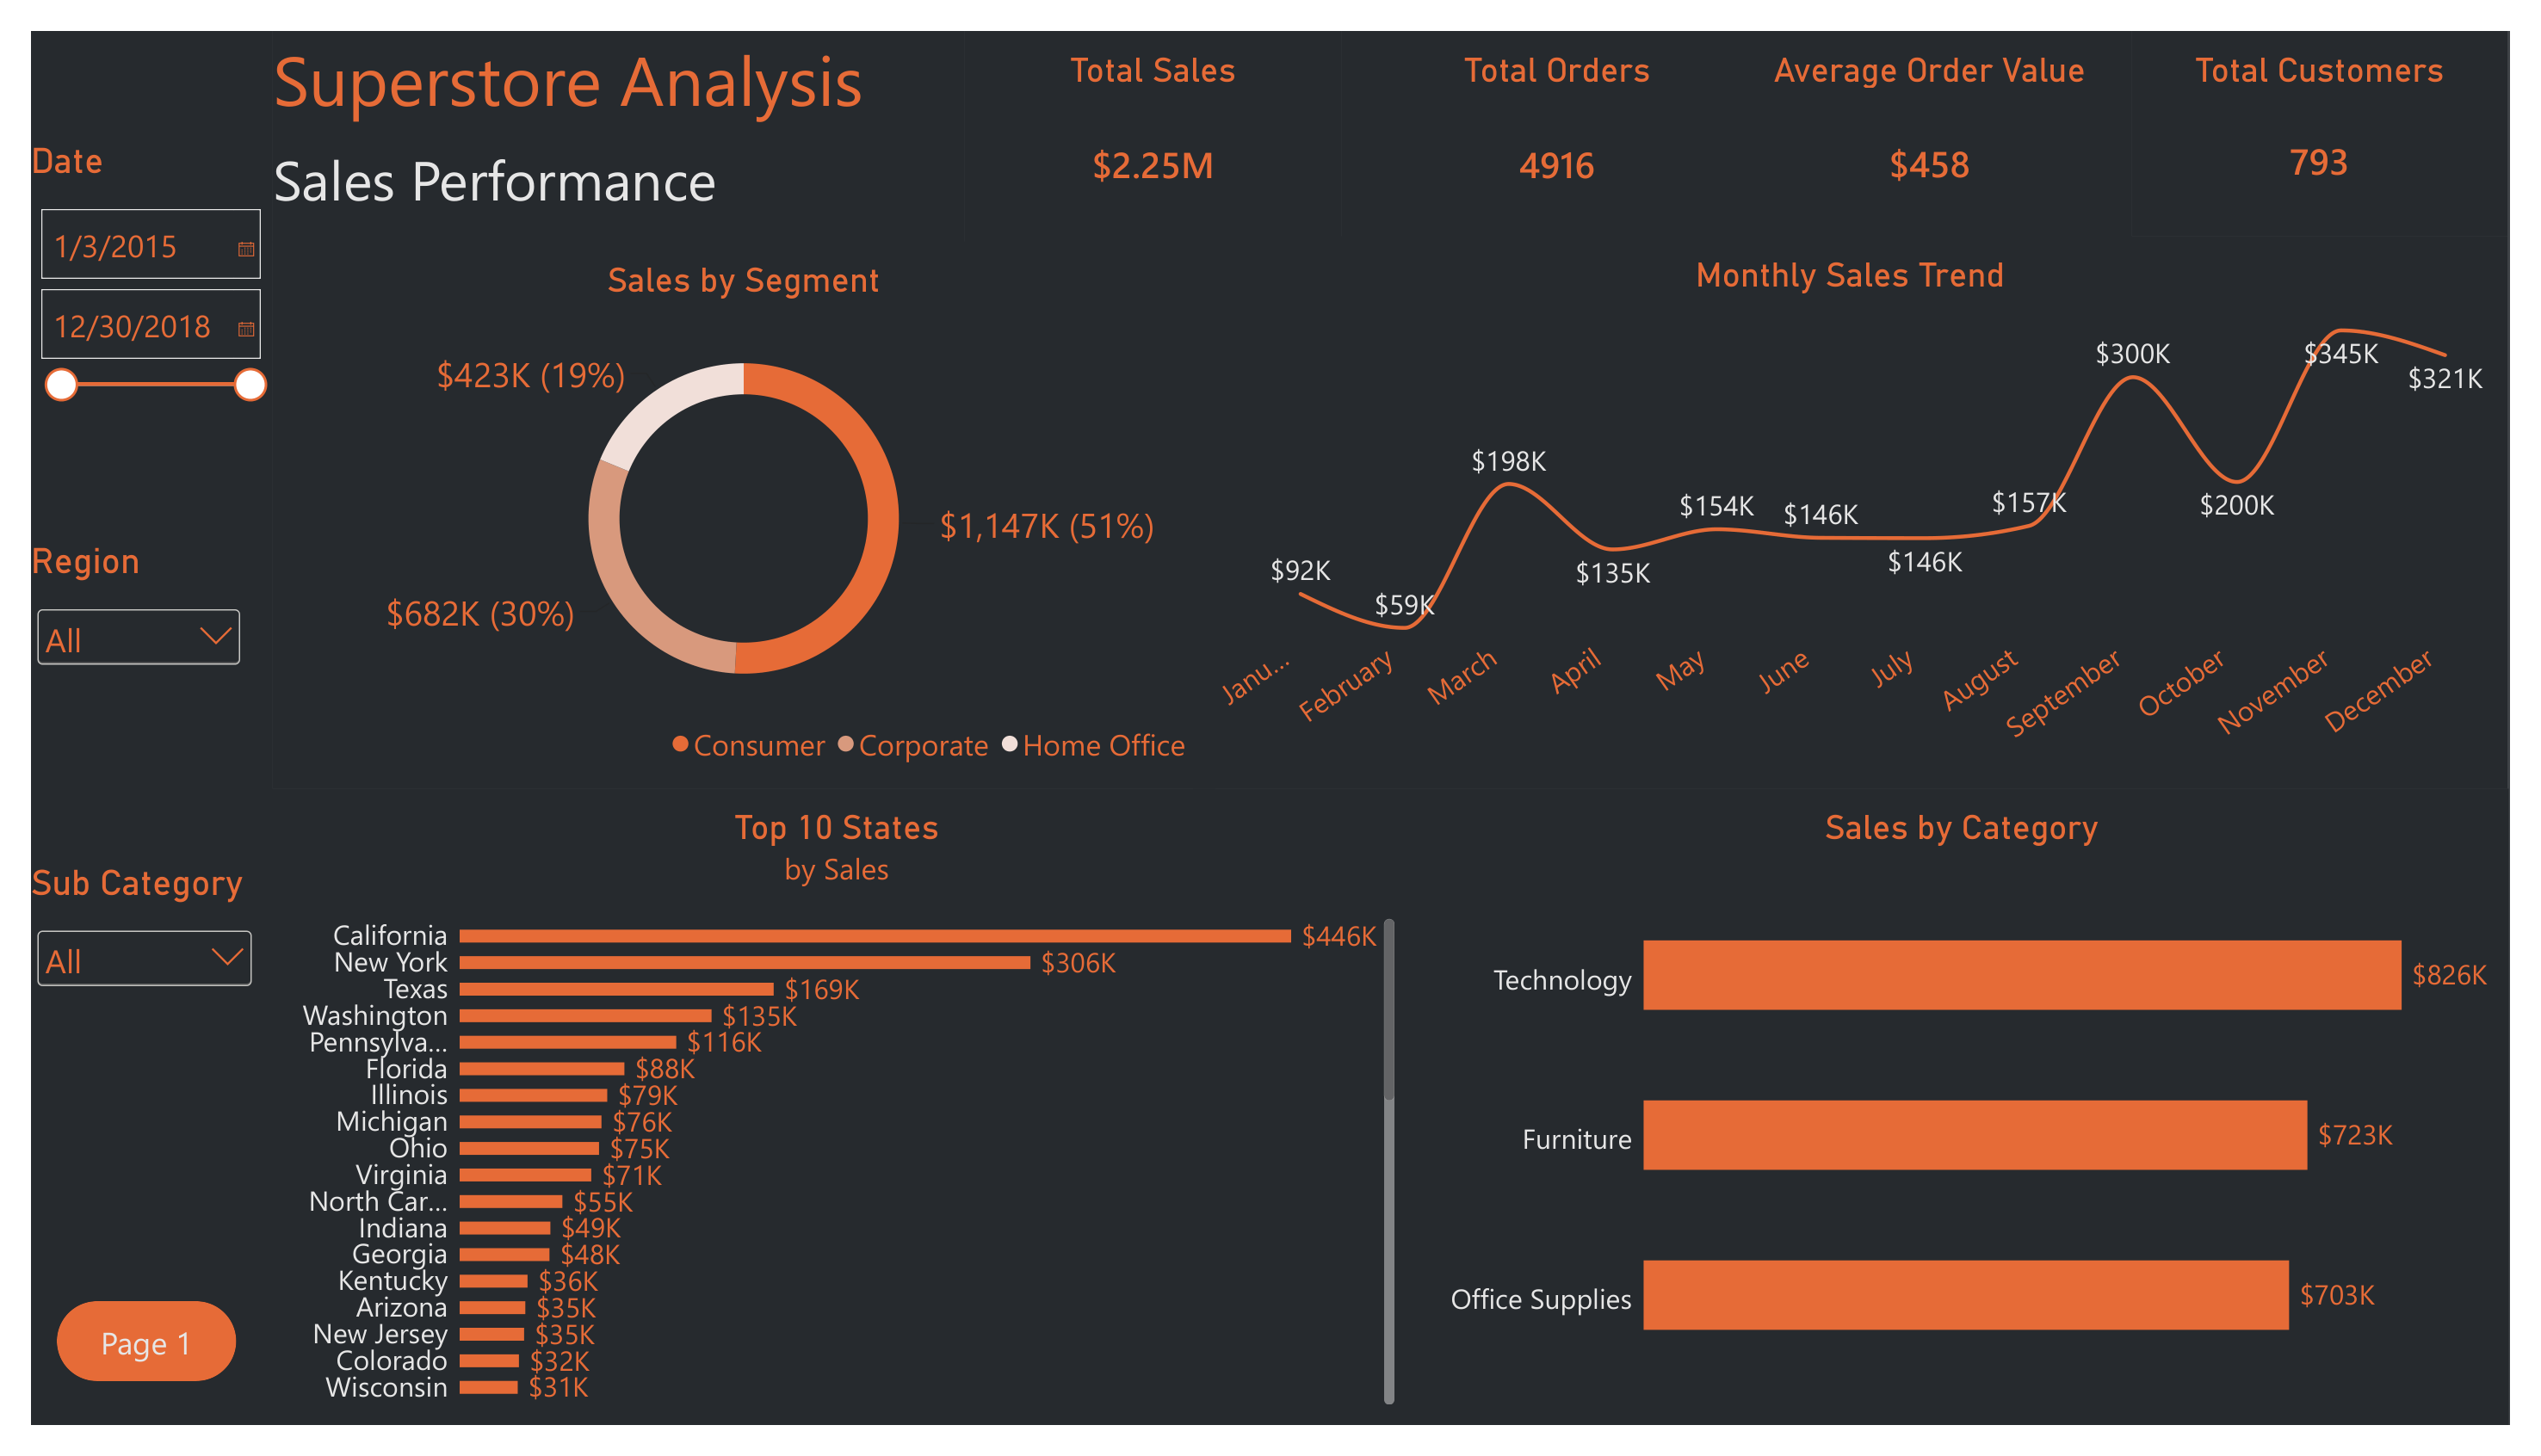 Superstore Analysis
Sales Performance
Total Sales
$2.25M
Total Orders
4916
Average Order Value
$458
Total Customers
793
Date
1/3/2015
12/30/2018
Region
All
Sub Category
All
Page 1
Sales by Segment
$423K (19%)
$1,147K (51%)
$682K (30%)
Consumer Corporate Home Office
Monthly Sales Trend
$92K
$59K
$198K
$135K
$154K
$146K
$146K
$157K
$300K
$200K
$345K
$321K
Janu...
February
March
April
May
June
July
August
September
October
November
December
Top 10 States
by Sales
California $446K
New York $306K
Texas $169K
Washington $135K
Pennsylva... $116K
Florida $88K
Illinois $79K
Michigan $76K
Ohio $75K
Virginia $71K
North Car... $55K
Indiana $49K
Georgia $48K
Kentucky $36K
Arizona $35K
New Jersey $35K
Colorado $32K
Wisconsin $31K
Sales by Category
Technology $826K
Furniture $723K
Office Supplies $703K